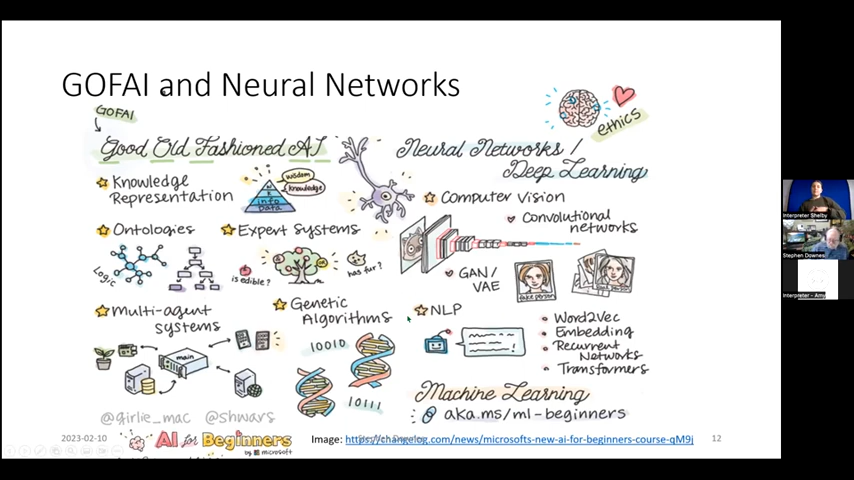 GOFAI and Neural Networks
GOFAI
ethics
Good Old Fashioned AI
Neural Networks /
Deep Learning
Knowledge
Representation
wisdom
knowledge
info
Data
Computer Vision
Convolutional
networks
Ontologies
Expert Systems
Logic
is edible?
has fur?
GAN/
VAE
fake person
Multi-agent
systems
main
Genetic
Algorithms
10010
10111
NLP
Word2Vec
Embedding
Recurrent
Networks
Transformers
Machine Learning
aka.ms/ml-beginners
@girlie_mac @shwars
AI for Beginners
by Microsoft
2023-02-10
Image: https://changelog.com/news/microsofts-new-ai-for-beginners-course-qM9j
12
Interpreter Shelby
Stephen Downes
Interpreter - Amy